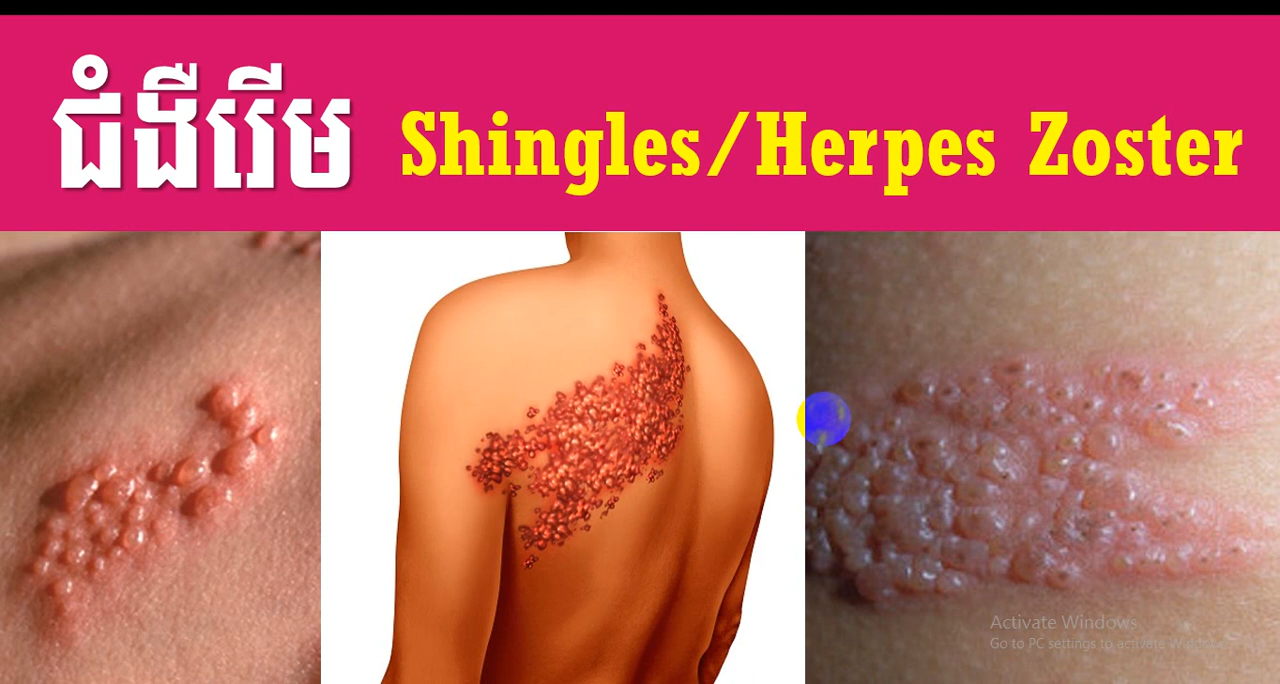 ជំងឺរើម Shingles/Herpes Zoster
Activate Windows
Go to PC settings to activate Windows.